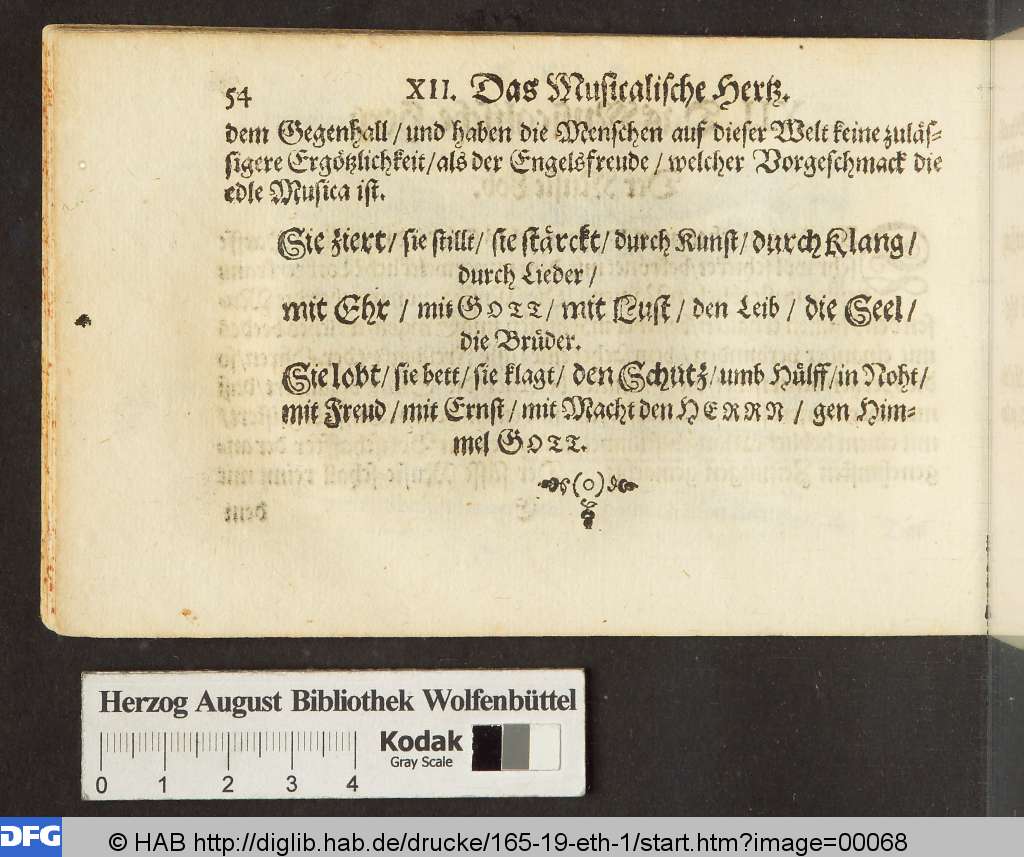 54 XII. Das Musicalische Hertz.
dem Gegenhall / und haben die Menschen auf dieser Welt keine zuläs-
sigere Ergötzlichkeit / als der Engelsfreude / welcher Vorgeschmack die
edle Musica ist.
Sie ziert / sie stillt / sie stärckt / durch Kunst / durch Klang /
durch Lieder /
mit Ehr / mit GOTT / mit Lust / den Leib / die Seel /
die Brüder.
Sie lobt / sie bett / sie klagt / den Schutz / umb Hülff / in Noht /
mit Freud / mit Ernst / mit Macht den HERRN / gen Him-
mel GOTT.
(o)
Herzog August Bibliothek Wolfenbüttel
Kodak
Gray Scale
0 1 2 3 4
DFG © HAB http://diglib.hab.de/drucke/165-19-eth-1/start.htm?image=00068